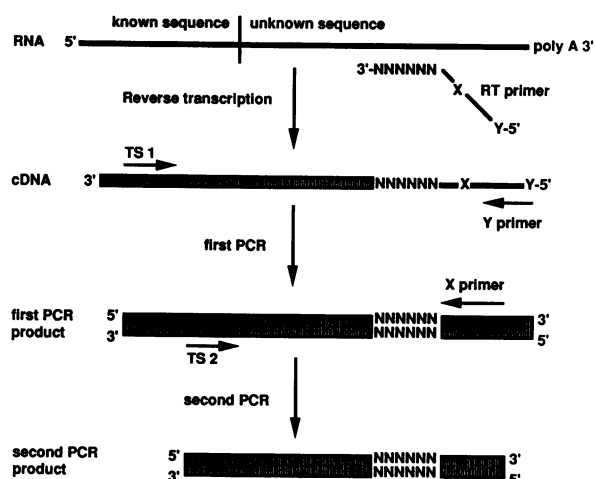 known sequence unknown sequence
RNA 5' poly A 3'
3'-NNNNNN
X RT primer
Reverse transcription
Y-5'
TS 1
cDNA 3' NNNNNN X Y-5'
Y primer
first PCR
X primer
first PCR product 5' NNNNNN 3'
3' NNNNNN 5'
TS 2
second PCR
second PCR product 5' NNNNNN 3'
3' NNNNNN 5'